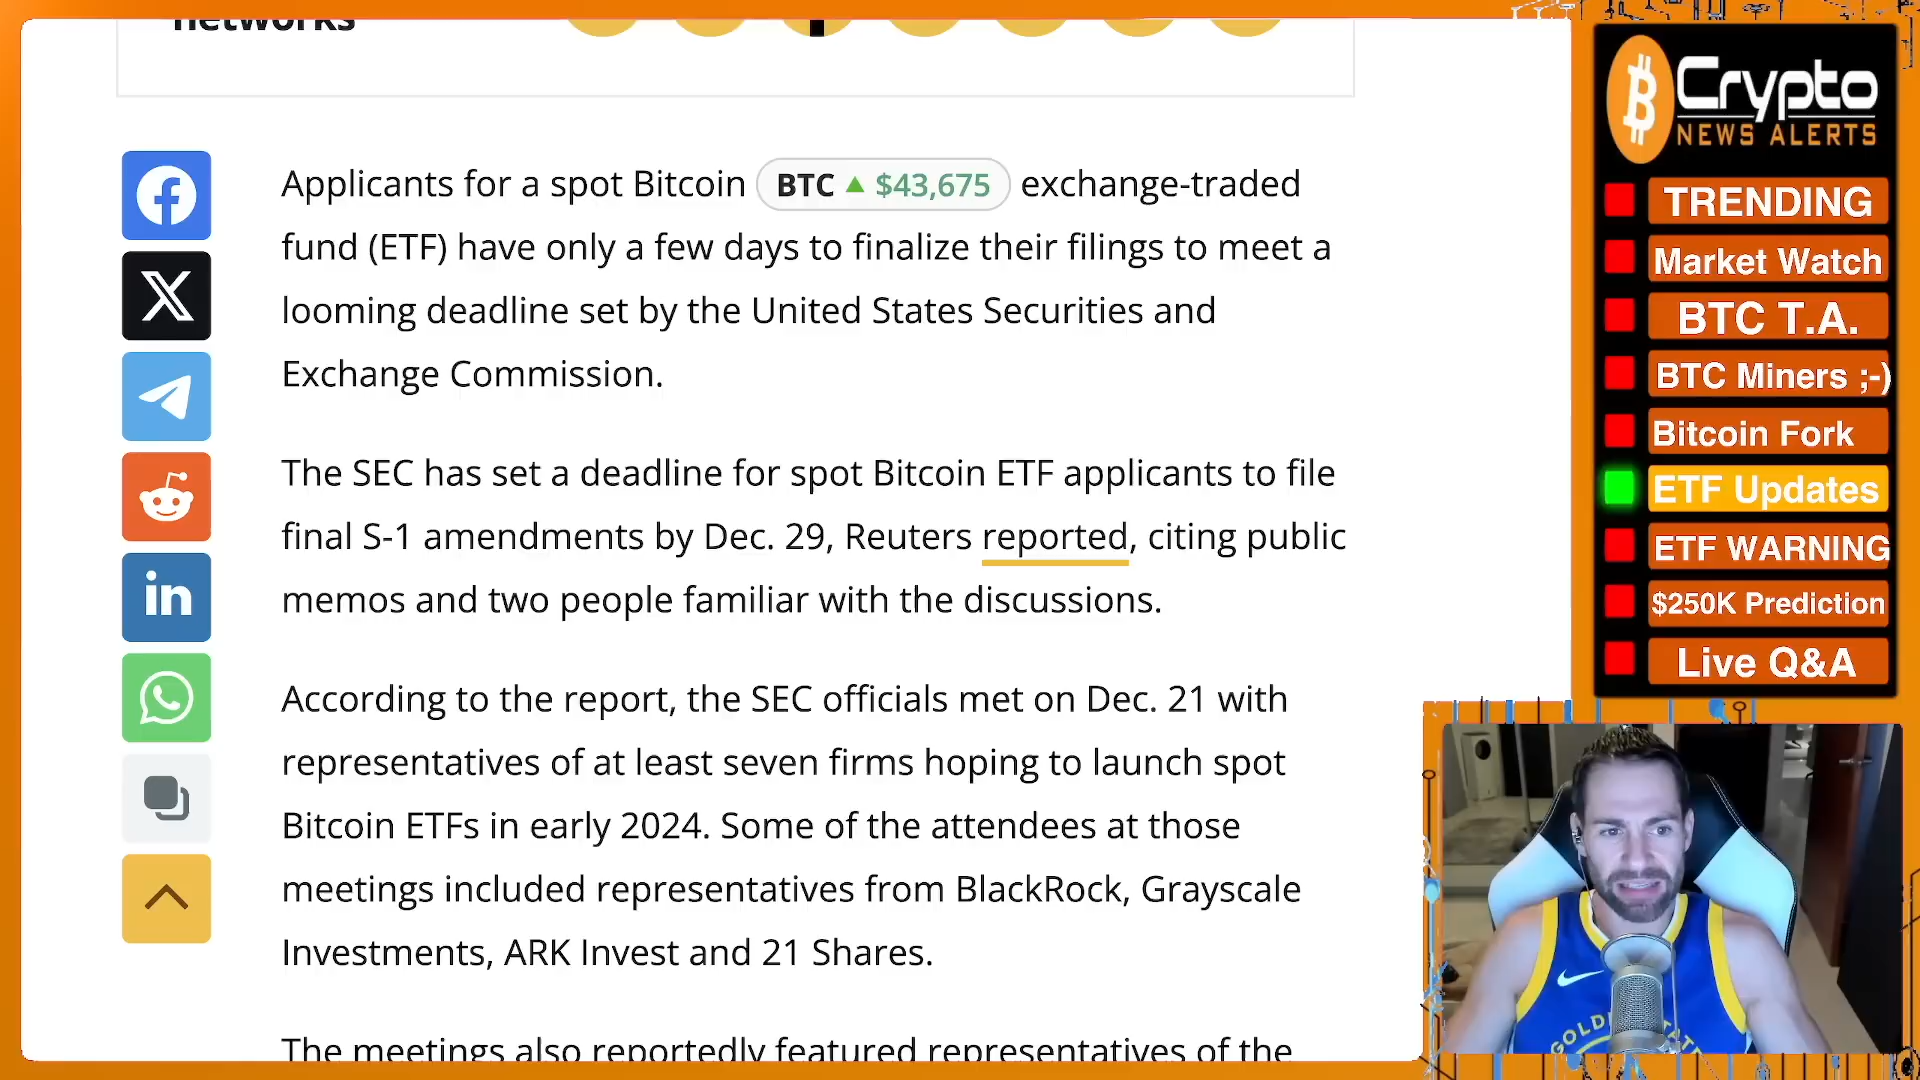 networks
Applicants for a spot Bitcoin BTC ▲ $43,675 exchange-traded
fund (ETF) have only a few days to finalize their filings to meet a
looming deadline set by the United States Securities and
Exchange Commission.
The SEC has set a deadline for spot Bitcoin ETF applicants to file
final S-1 amendments by Dec. 29, Reuters reported, citing public
memos and two people familiar with the discussions.
According to the report, the SEC officials met on Dec. 21 with
representatives of at least seven firms hoping to launch spot
Bitcoin ETFs in early 2024. Some of the attendees at those
meetings included representatives from BlackRock, Grayscale
Investments, ARK Invest and 21 Shares.
The meetings also reportedly featured representatives of the
in
Crypto
NEWS ALERTS
TRENDING
Market Watch
BTC T.A.
BTC Miners ;-)
Bitcoin Fork
ETF Updates
ETF WARNING
$250K Prediction
Live Q&A